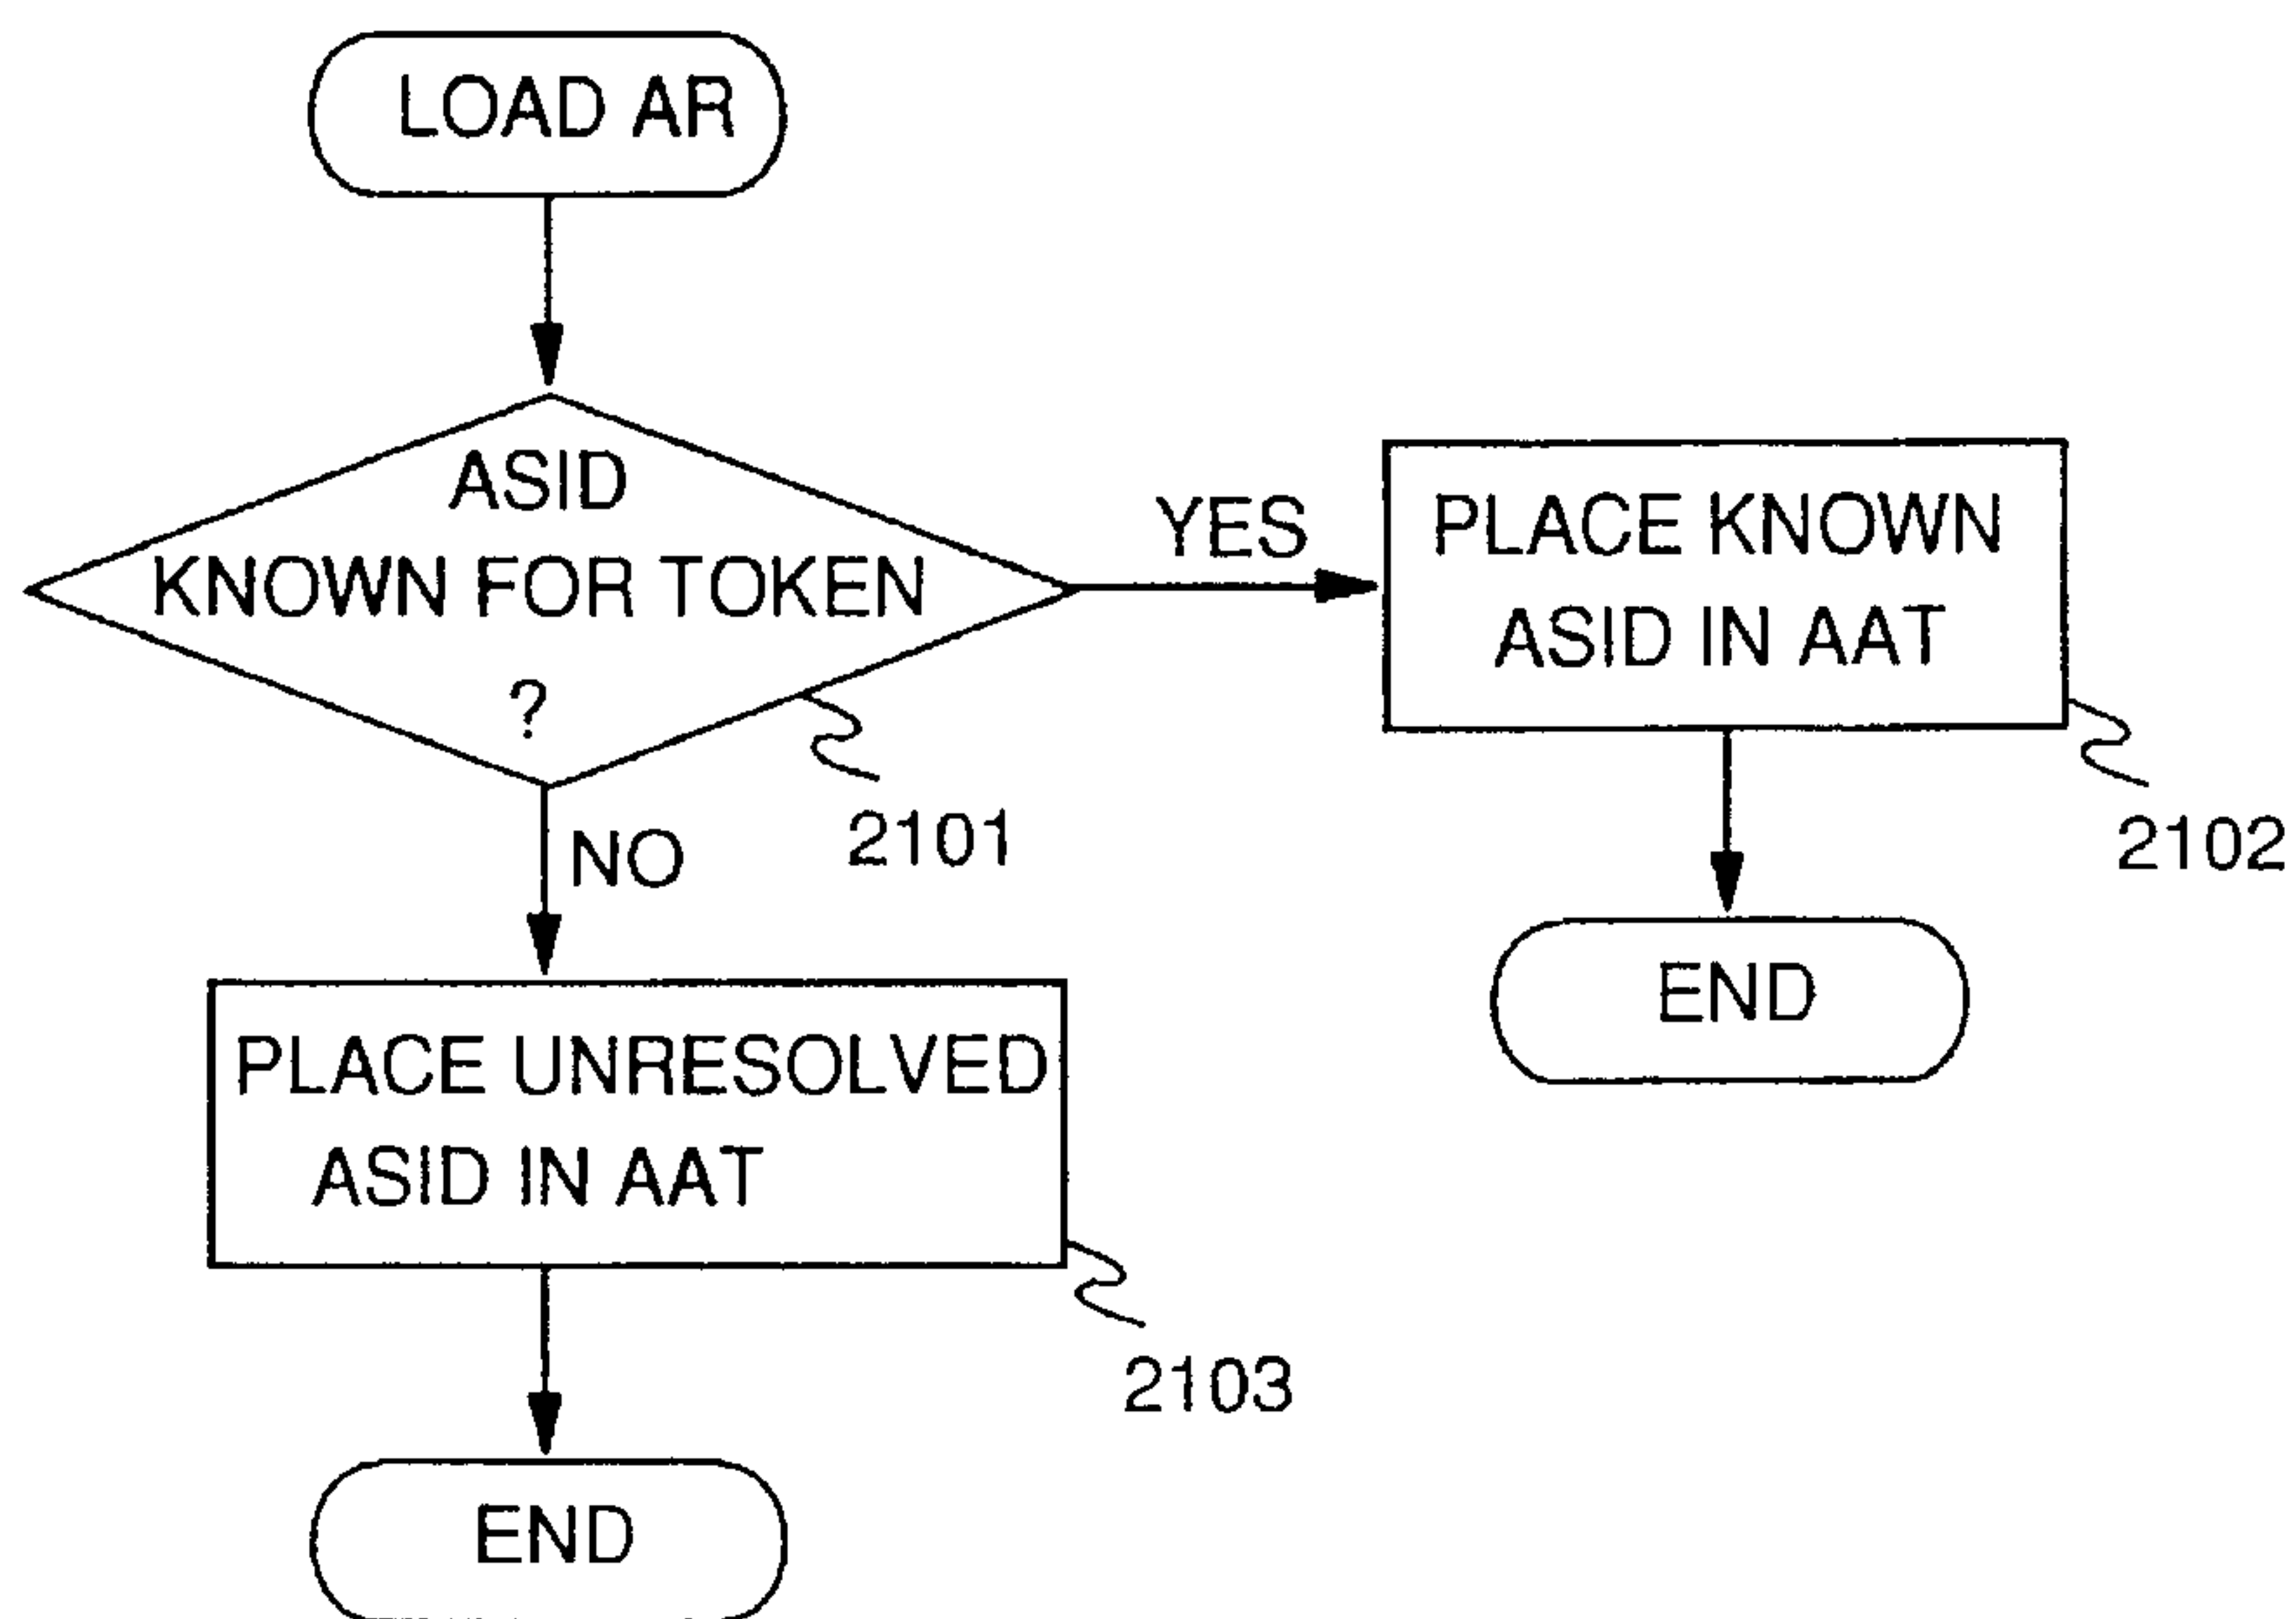 LOAD AR
ASID
KNOWN FOR TOKEN
?
YES
PLACE KNOWN
ASID IN AAT
2101
NO
2102
END
PLACE UNRESOLVED
ASID IN AAT
2103
END